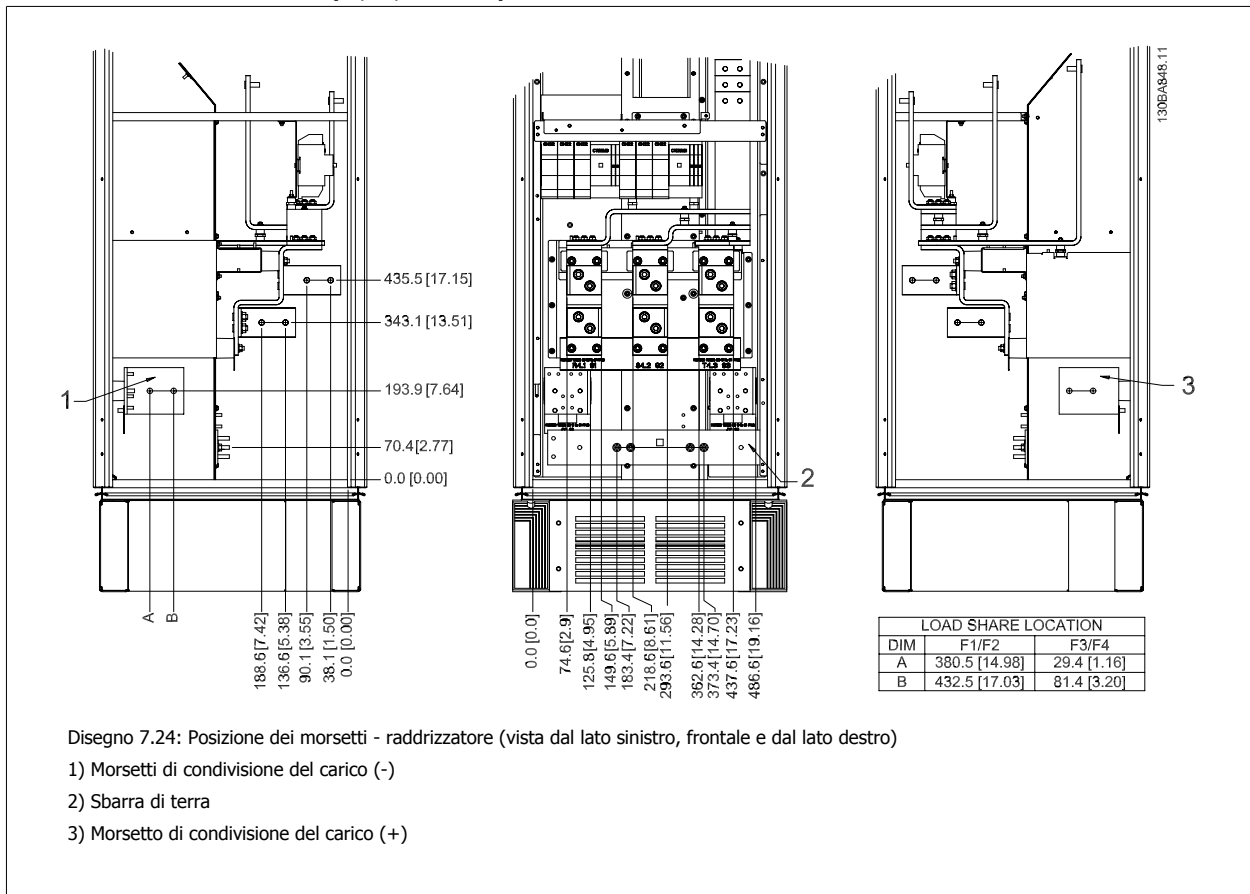 130BA848.11
435.5 [17.15]
343.1 [13.51]
193.9 [7.64]
70.4 [2.77]
0.0 [0.00]
1
2
3
A
B
188.6 [7.42]
136.6 [5.38]
90.1 [3.55]
38.1 [1.50]
0.0 [0.00]
R/L1 91
S/L2 92
T/L3 93
0.0 [0.0]
74.6 [2.9]
125.8 [4.95]
149.6 [5.89]
183.4 [7.22]
218.6 [8.61]
293.6 [11.56]
362.6 [14.28]
373.4 [14.70]
437.6 [17.23]
486.6 [19.16]
LOAD SHARE LOCATION
DIM F1/F2 F3/F4
A 380.5 [14.98] 29.4 [1.16]
B 432.5 [17.03] 81.4 [3.20]
Disegno 7.24: Posizione dei morsetti - raddrizzatore (vista dal lato sinistro, frontale e dal lato destro)
1) Morsetti di condivisione del carico (-)
2) Sbarra di terra
3) Morsetto di condivisione del carico (+)